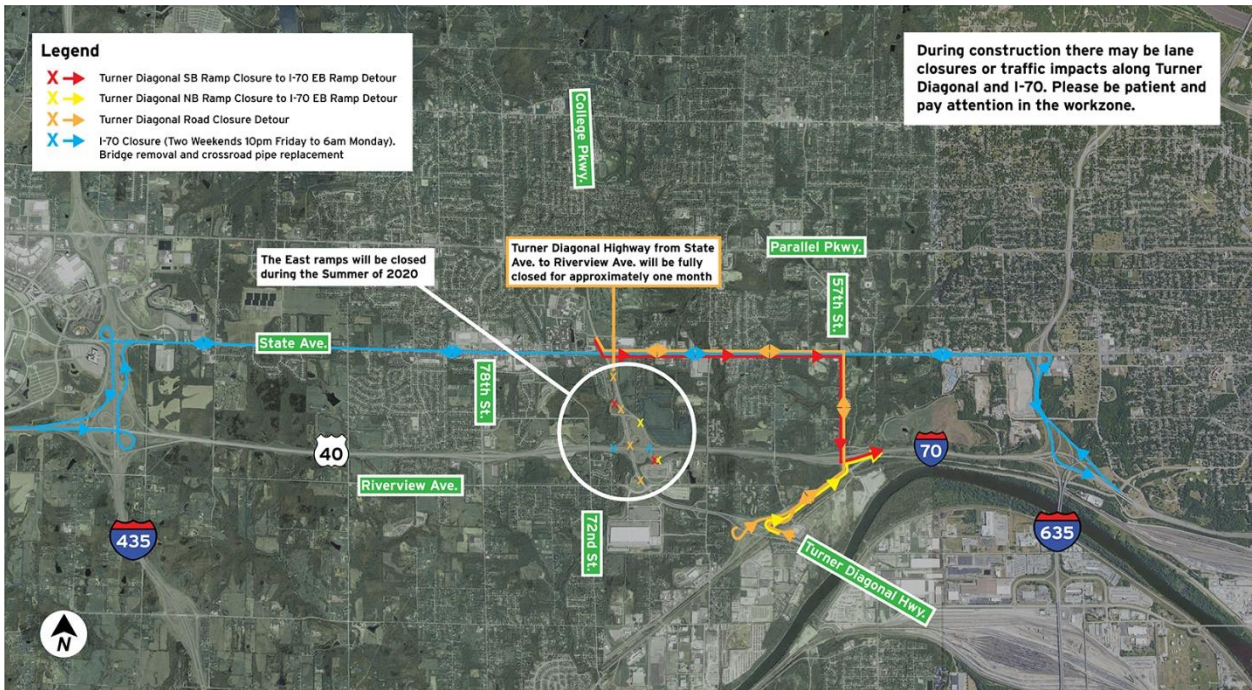 Legend
X Turner Diagonal SB Ramp Closure to I-70 EB Ramp Detour
X Turner Diagonal NB Ramp Closure to I-70 EB Ramp Detour
X Turner Diagonal Road Closure Detour
X I-70 Closure (Two Weekends 10pm Friday to 6am Monday).
Bridge removal and crossroad pipe replacement
During construction there may be lane
closures or traffic impacts along Turner
Diagonal and I-70. Please be patient and
pay attention in the workzone.
College Pkwy.
The East ramps will be closed
during the Summer of 2020
Turner Diagonal Highway from State
Ave. to Riverview Ave. will be fully
closed for approximately one month
Parallel Pkwy.
57th St.
State Ave.
78th St.
40
70
Riverview Ave.
72nd St.
435
635
Turner Diagonal Hwy.
N